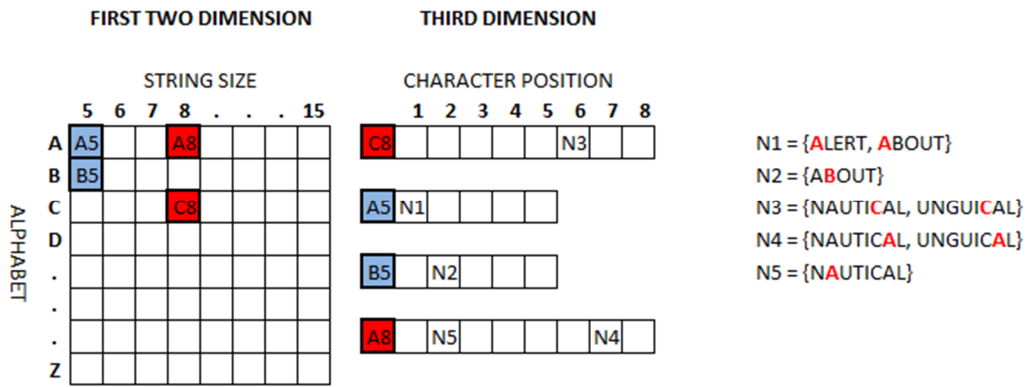 FIRST TWO DIMENSION
THIRD DIMENSION
STRING SIZE
CHARACTER POSITION
5 6 7 8 . . . 15
1 2 3 4 5 6 7 8
ALPHABET
A A5 A8
B B5
C C8
D
.
.
.
Z
C8 N3
A5 N1
B5 N2
A8 N5 N4
N1 = {ALERT, ABOUT}
N2 = {ABOUT}
N3 = {NAUTICAL, UNGUICAL}
N4 = {NAUTICAL, UNGUICAL}
N5 = {NAUTICAL}